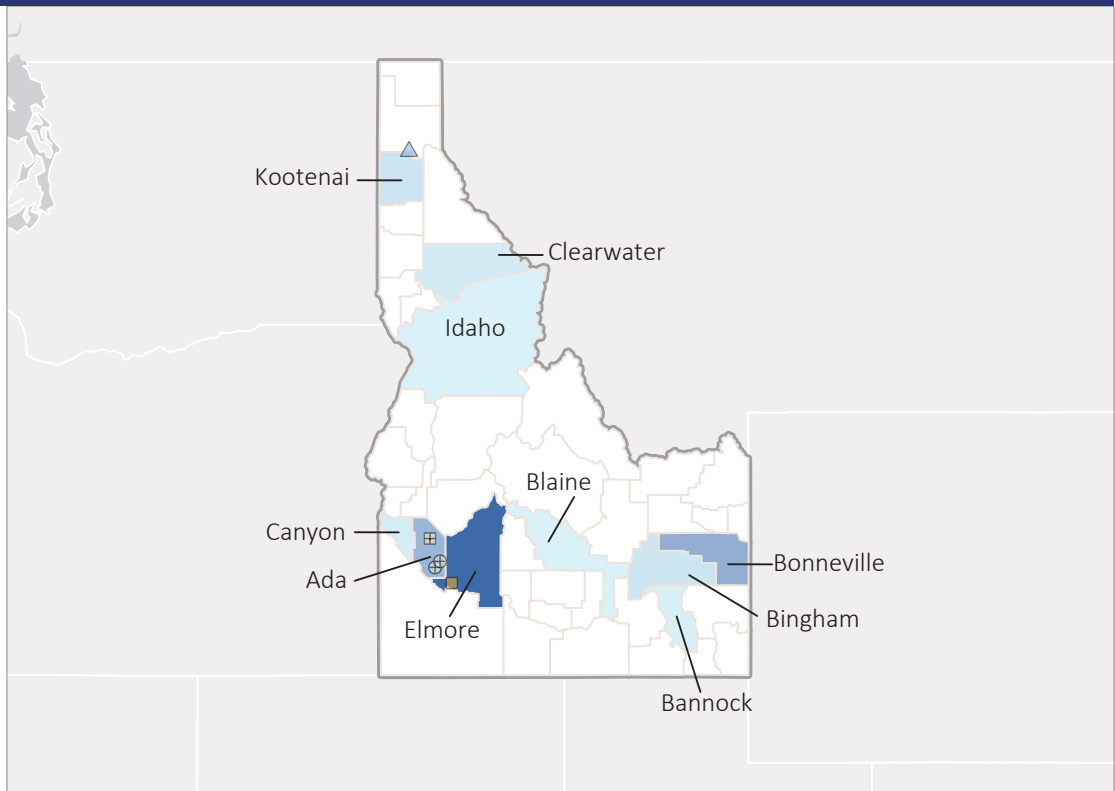 Kootenai
Clearwater
Idaho
Blaine
Canyon
Ada
Bonneville
Bingham
Elmore
Bannock